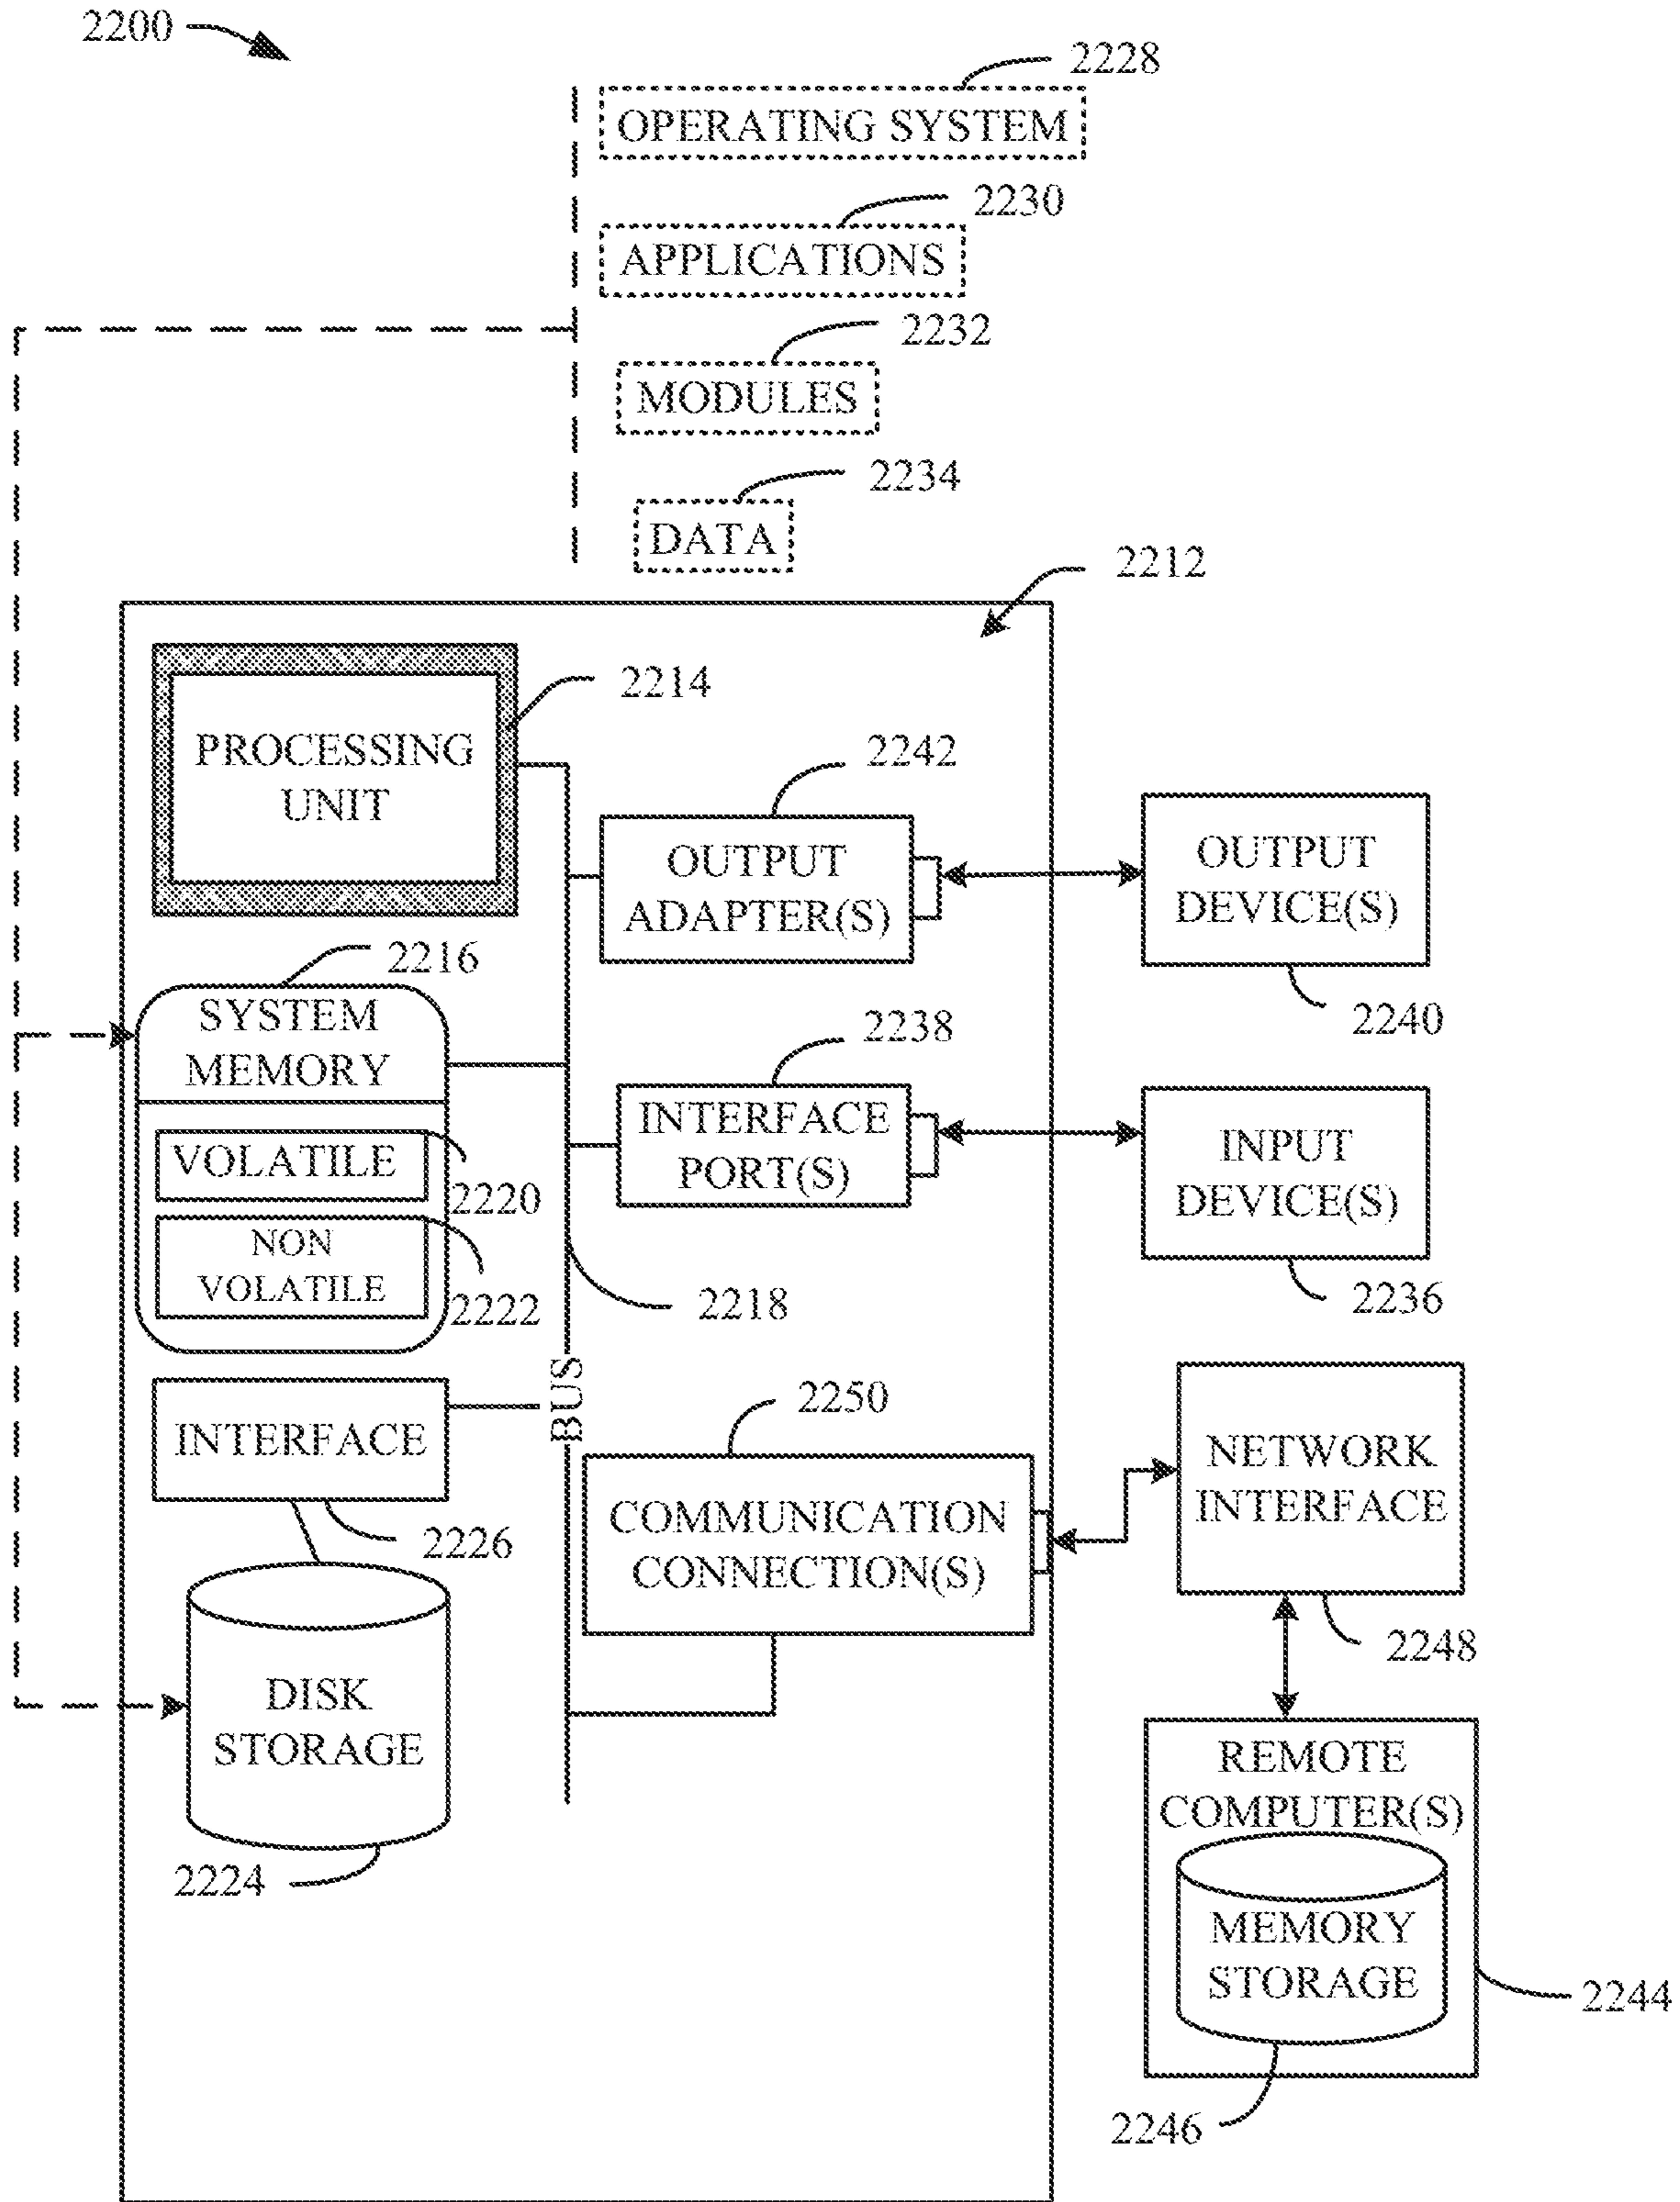 2200
2228
OPERATING SYSTEM
2230
APPLICATIONS
2232
MODULES
2234
DATA
2212
2214
PROCESSING
UNIT
2242
OUTPUT
ADAPTER(S)
OUTPUT
DEVICE(S)
2240
2216
SYSTEM
MEMORY
VOLATILE
2220
NON
VOLATILE
2222
2238
INTERFACE
PORT(S)
INPUT
DEVICE(S)
2236
2218
BUS
INTERFACE
2226
2250
COMMUNICATION
CONNECTION(S)
NETWORK
INTERFACE
2248
DISK
STORAGE
2224
REMOTE
COMPUTER(S)
MEMORY
STORAGE
2244
2246